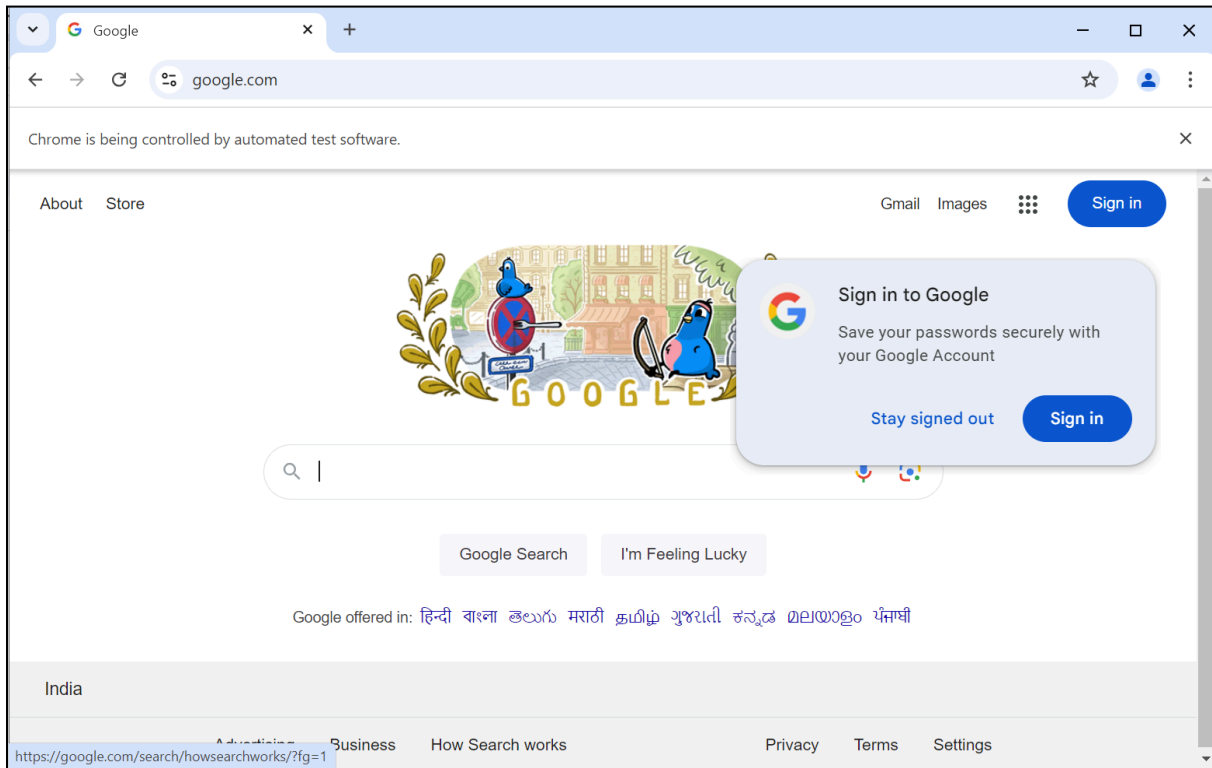 Google
google.com
Chrome is being controlled by automated test software.
About Store
Gmail Images
Sign in
GOOGLE
Sign in to Google
Save your passwords securely with
your Google Account
Stay signed out
Sign in
Google Search
I'm Feeling Lucky
Google offered in: हिन्दी বাংলা తెలుగు मराठी தமிழ் ગુજરાતી ಕನ್ನಡ മലയാളം ਪੰਜਾਬੀ
India
Advertising Business How Search works
Privacy Terms Settings
https://google.com/search/howsearchworks/?fg=1